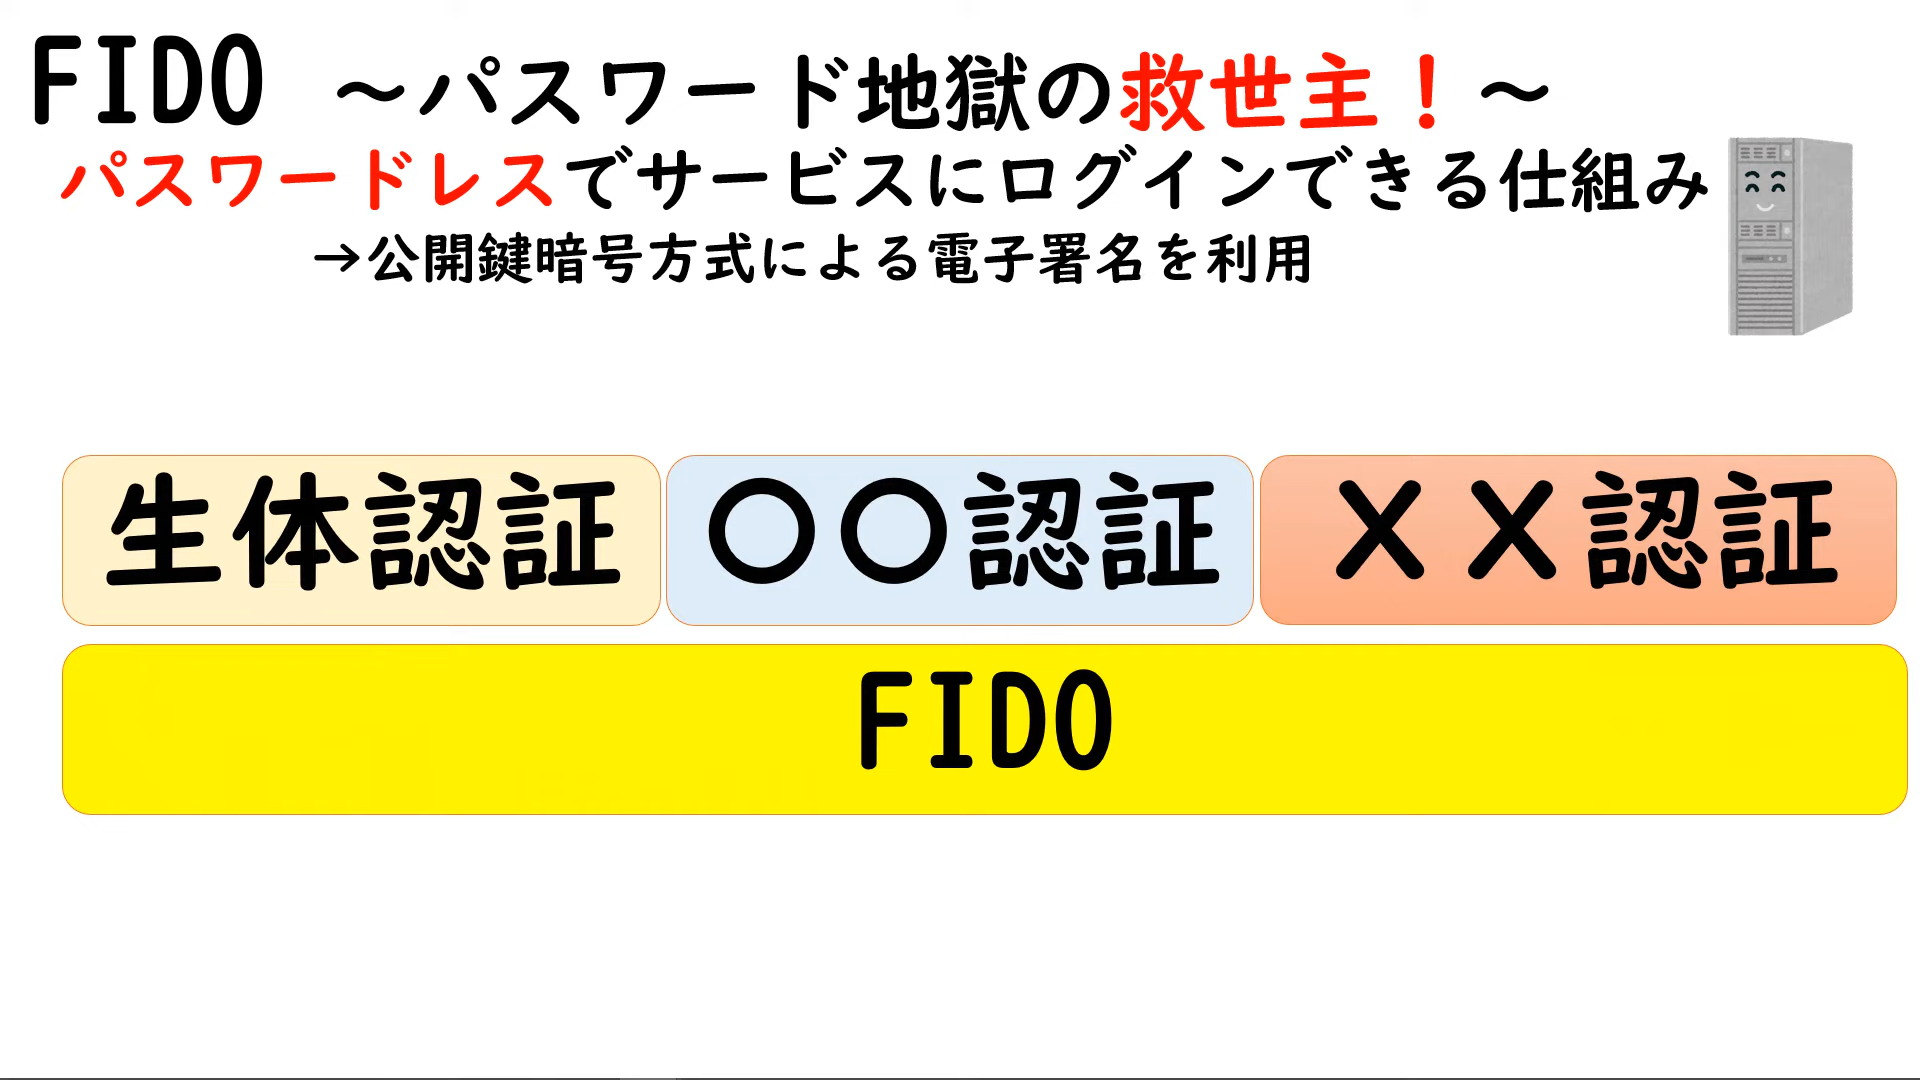 FIDO ～パスワード地獄の救世主！～
パスワードレスでサービスにログインできる仕組み
→公開鍵暗号方式による電子署名を利用
生体認証 〇〇認証 ××認証
FIDO